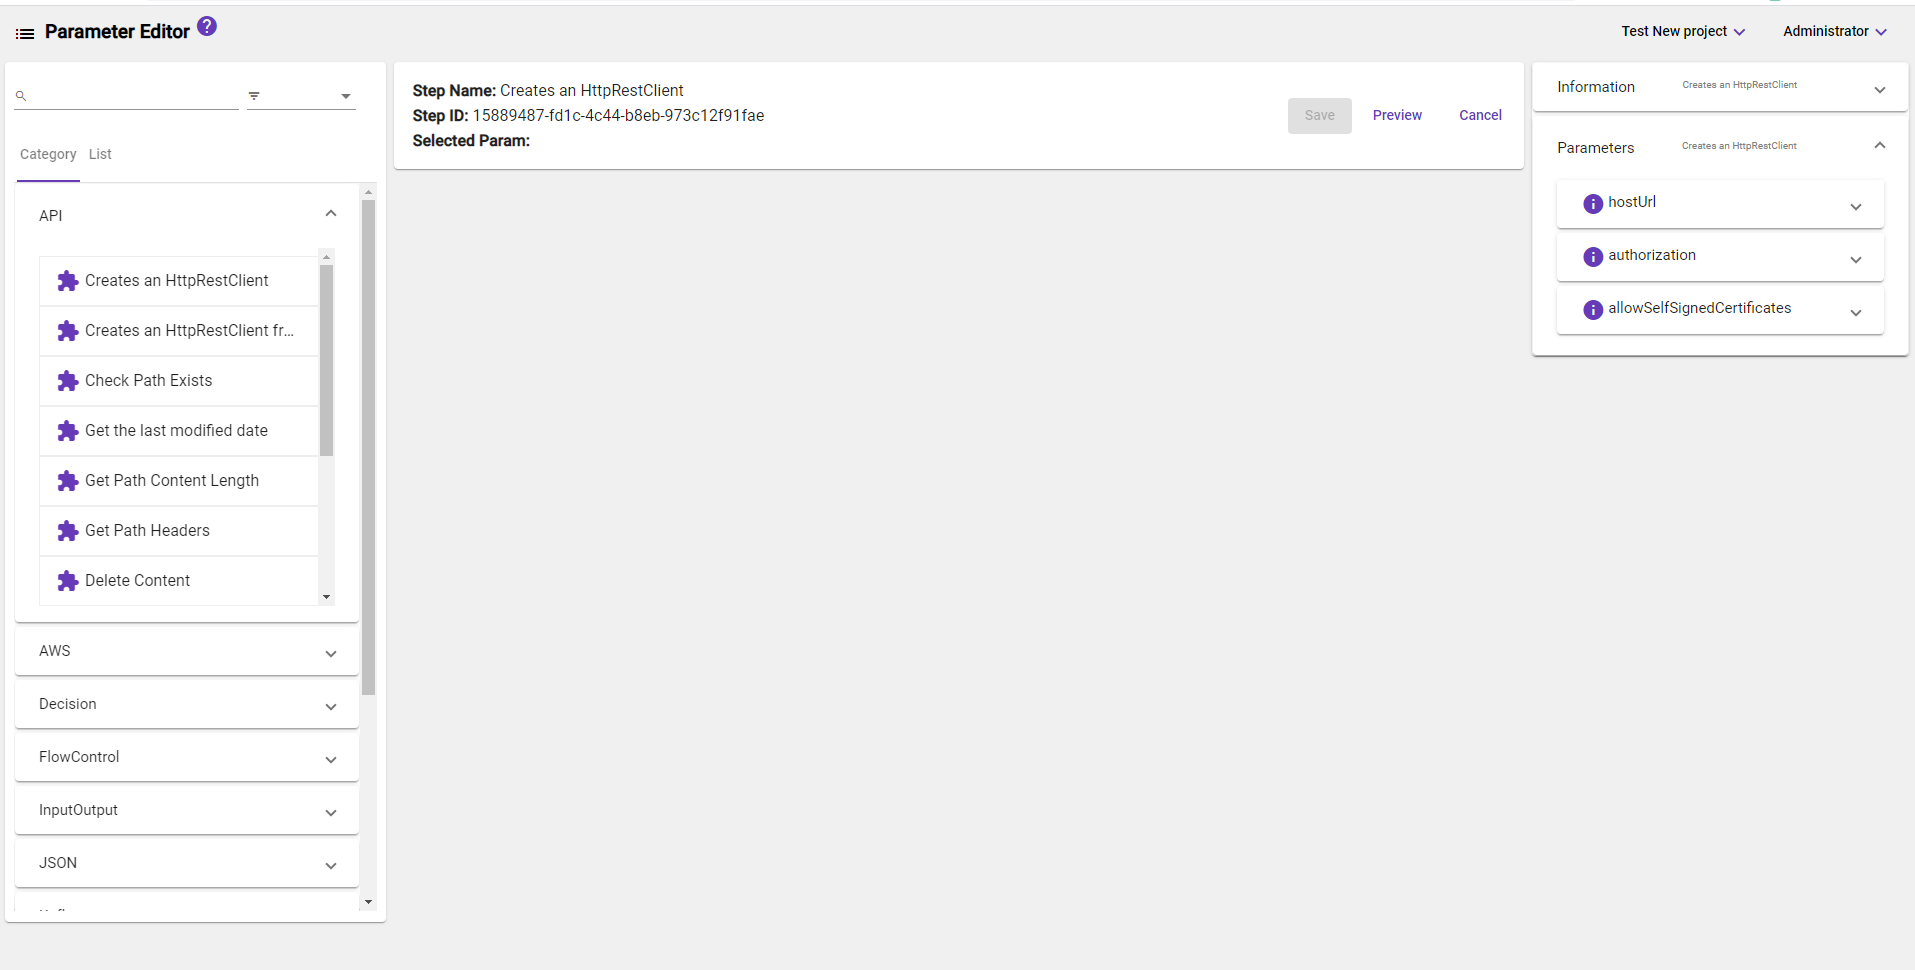 Parameter Editor ?
Test New project
Administrator
Category List
API
Creates an HttpRestClient
Creates an HttpRestClient fr...
Check Path Exists
Get the last modified date
Get Path Content Length
Get Path Headers
Delete Content
AWS
Decision
FlowControl
InputOutput
JSON
Step Name: Creates an HttpRestClient
Step ID: 15889487-fd1c-4c44-b8eb-973c12f91fae
Selected Param:
Save Preview Cancel
Information Creates an HttpRestClient
Parameters Creates an HttpRestClient
i hostUrl
i authorization
i allowSelfSignedCertificates